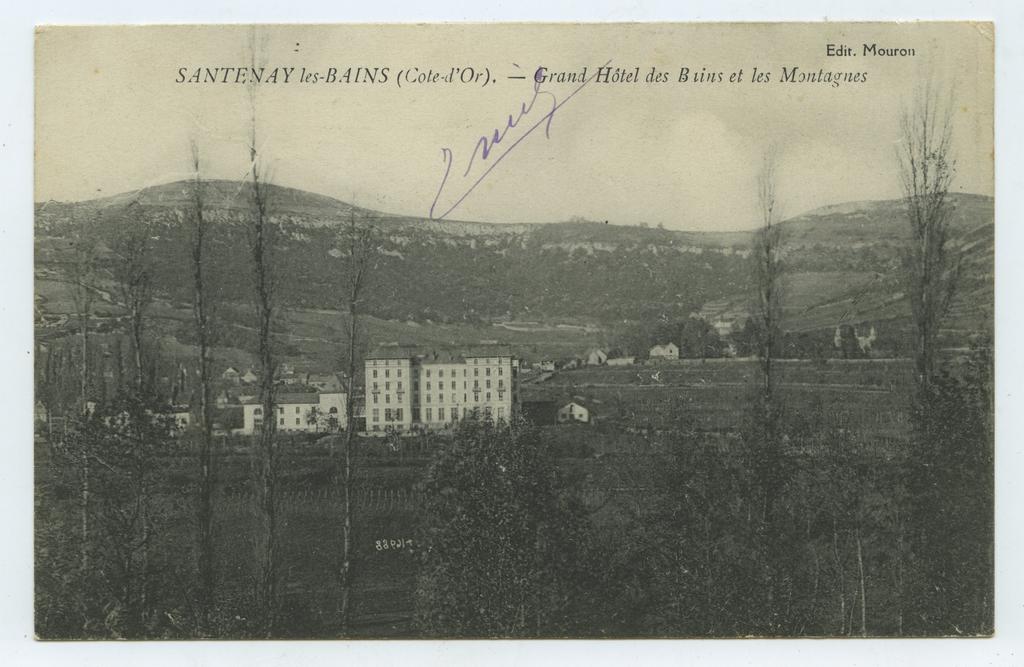 Edit. Mouron
SANTENAY les-BAINS (Cote-d'Or). — Grand Hôtel des Bains et les Montagnes